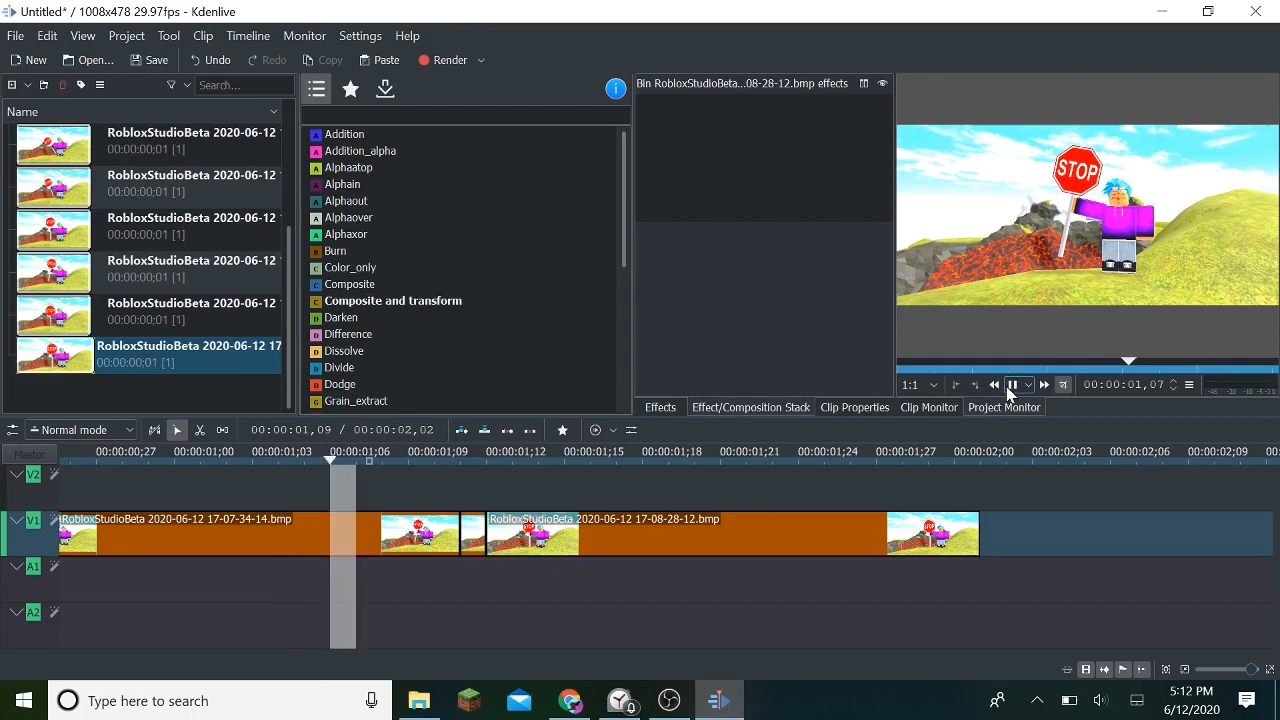 Untitled* / 1008x478 29.97fps - Kdenlive
File Edit View Project Tool Clip Timeline Monitor Settings Help
New Open... Save Undo Redo Copy Paste Render
Search...
Name
RobloxStudioBeta 2020-06-12
00:00:00;01 [1]
RobloxStudioBeta 2020-06-12
00:00:00;01 [1]
RobloxStudioBeta 2020-06-12
00:00:00;01 [1]
RobloxStudioBeta 2020-06-12
00:00:00;01 [1]
RobloxStudioBeta 2020-06-12
00:00:00;01 [1]
RobloxStudioBeta 2020-06-12 17
00:00:00;01 [1]
A Addition
A Addition_alpha
A Alphaatop
A Alphain
A Alphaout
A Alphaover
A Alphaxor
B Burn
C Color_only
C Composite
C Composite and transform
D Darken
D Difference
D Dissolve
D Divide
D Dodge
G Grain_extract
Bin RobloxStudioBeta...08-28-12.bmp effects
STOP
1:1 00:00:01,07 -45 -20 -10 -5 -2 0
Effects Effect/Composition Stack Clip Properties Clip Monitor Project Monitor
Normal mode 00:00:01,09 / 00:00:02,02
Master 00:00:00;27 00:00:01;00 00:00:01;03 00:00:01;06 00:00:01;09 00:00:01;12 00:00:01;15 00:00:01;18 00:00:01;21 00:00:01;24 00:00:01;27 00:00:02;00 00:00:02;03 00:00:02;06 00:00:02;09 00:
V2
V1 RobloxStudioBeta 2020-06-12 17-07-34-14.bmp RobloxStudioBeta 2020-06-12 17-08-28-12.bmp
A1
A2
Type here to search
5:12 PM
6/12/2020